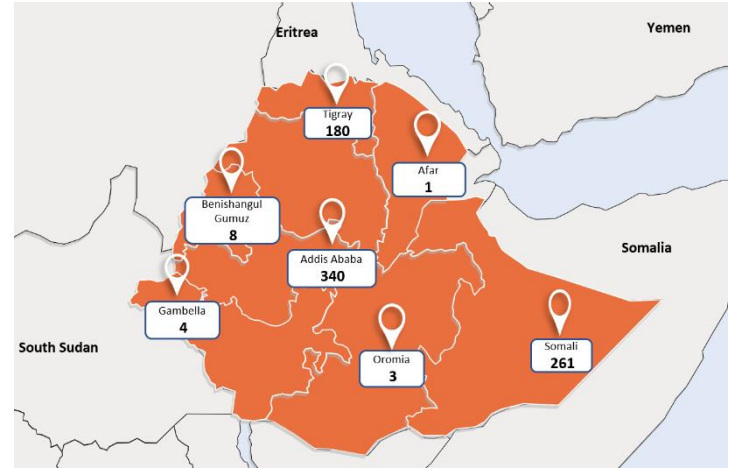 Eritrea
Yemen
Tigray
180
Afar
1
Benishangul
Gumuz
8
Addis Ababa
340
Somalia
Gambella
4
South Sudan
Oromia
3
Somali
261